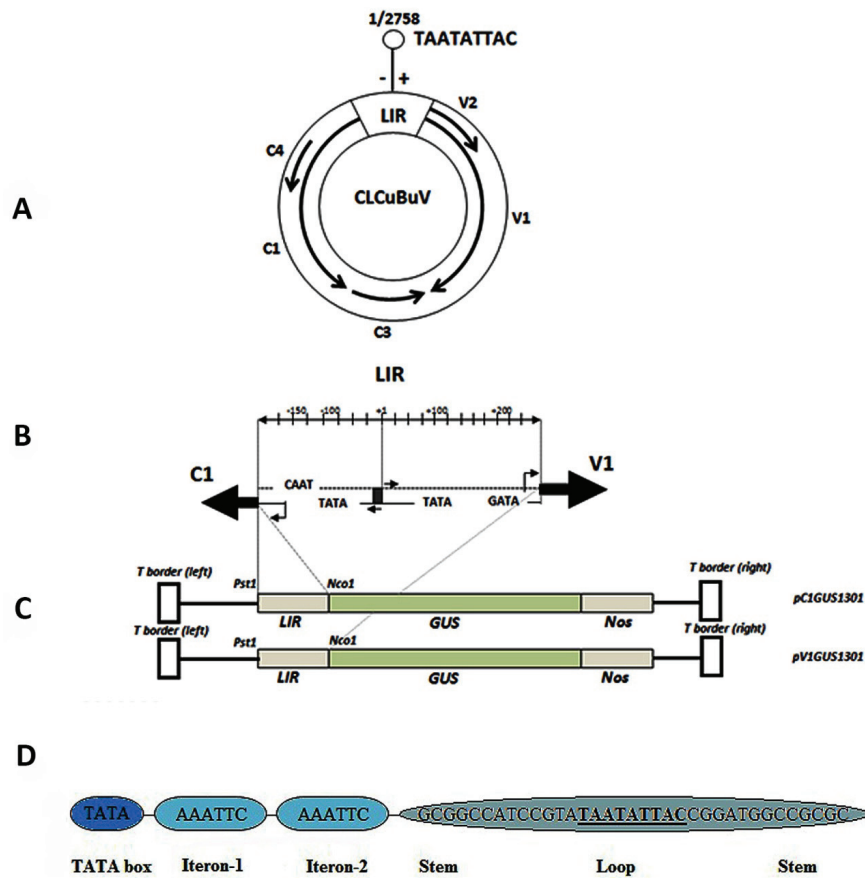 1/2758
TAATATTAC
- +
LIR
V2
C4
CLCuBuV
A
C1
V1
C3
LIR
-150 -100 +1 +100 +200
B
C1
V1
CAAT
TATA TATA GATA
T border (left) Pst1 Nco1 T border (right)
C
pC1GUS1301
LIR GUS Nos
T border (left) Pst1 Nco1 T border (right)
pV1GUS1301
LIR GUS Nos
D
TATA AAATTC AAATTC GCGGCCATCCGTATAATATTACCGGATGGCCGCGC
TATA box Iteron-1 Iteron-2 Stem Loop Stem